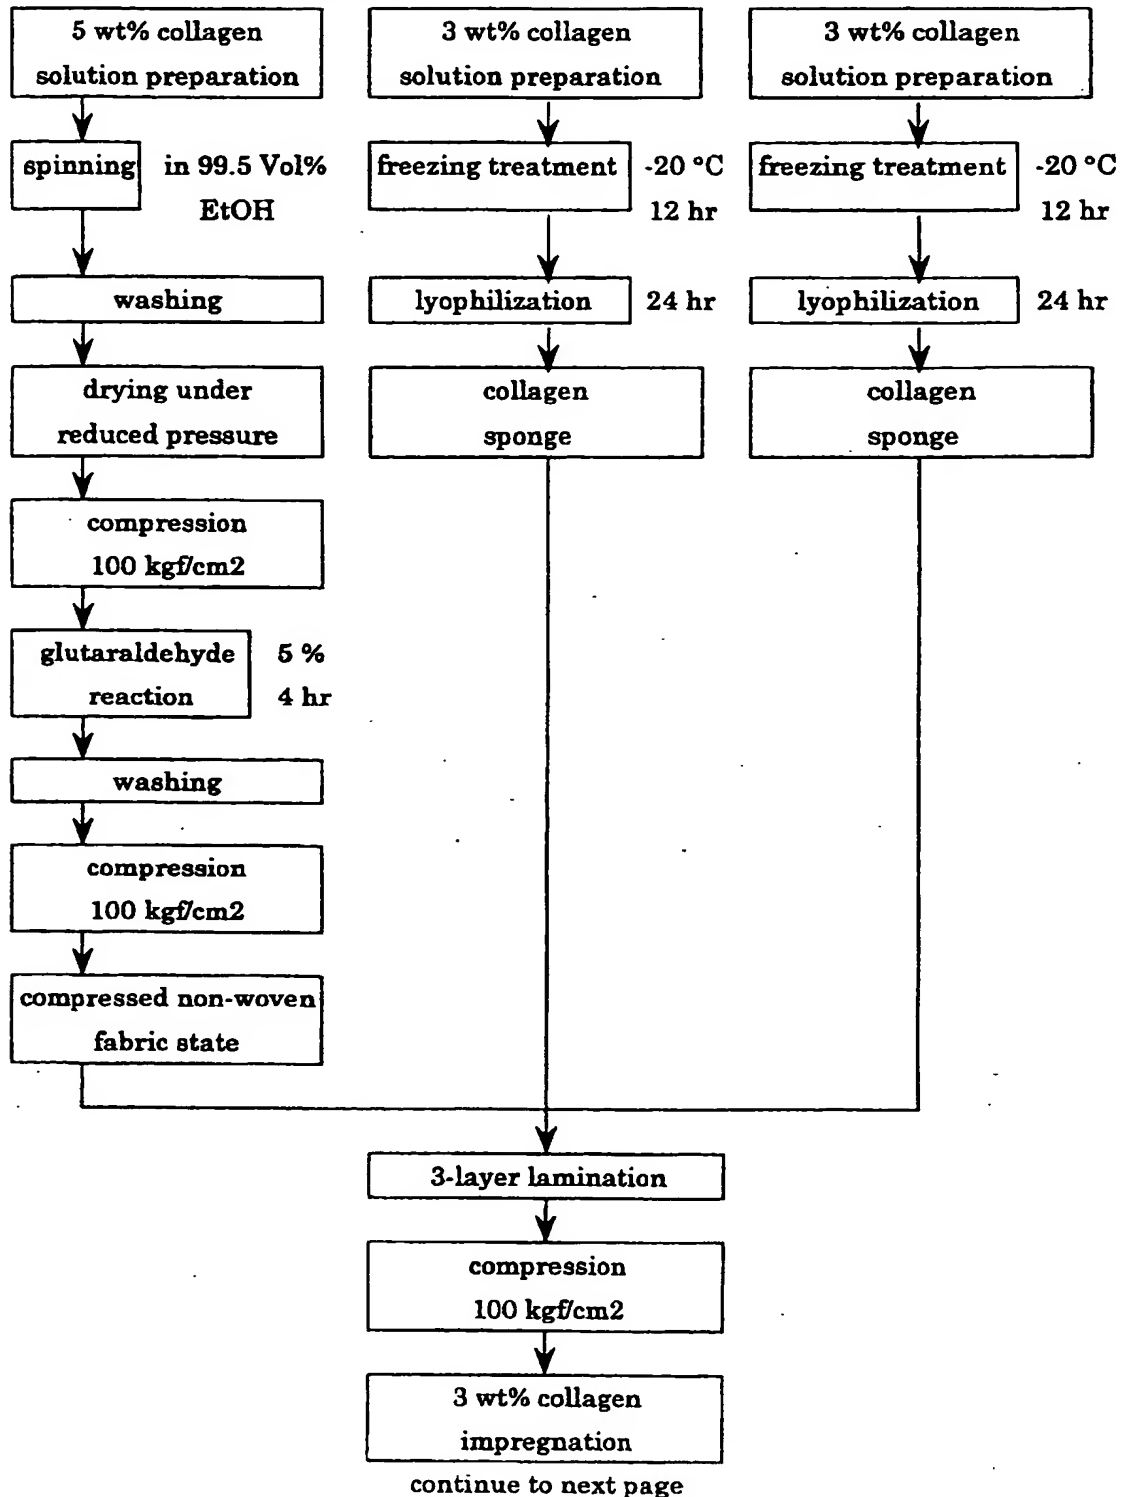 5 wt% collagen
solution preparation
spinning
in 99.5 Vol%
EtOH
washing
drying under
reduced pressure
compression
100 kgf/cm2
glutaraldehyde
reaction
5 %
4 hr
washing
compression
100 kgf/cm2
compressed non-woven
fabric state
3 wt% collagen
solution preparation
freezing treatment
-20 °C
12 hr
lyophilization
24 hr
collagen
sponge
3 wt% collagen
solution preparation
freezing treatment
-20 °C
12 hr
lyophilization
24 hr
collagen
sponge
3-layer lamination
compression
100 kgf/cm2
3 wt% collagen
impregnation
continue to next page